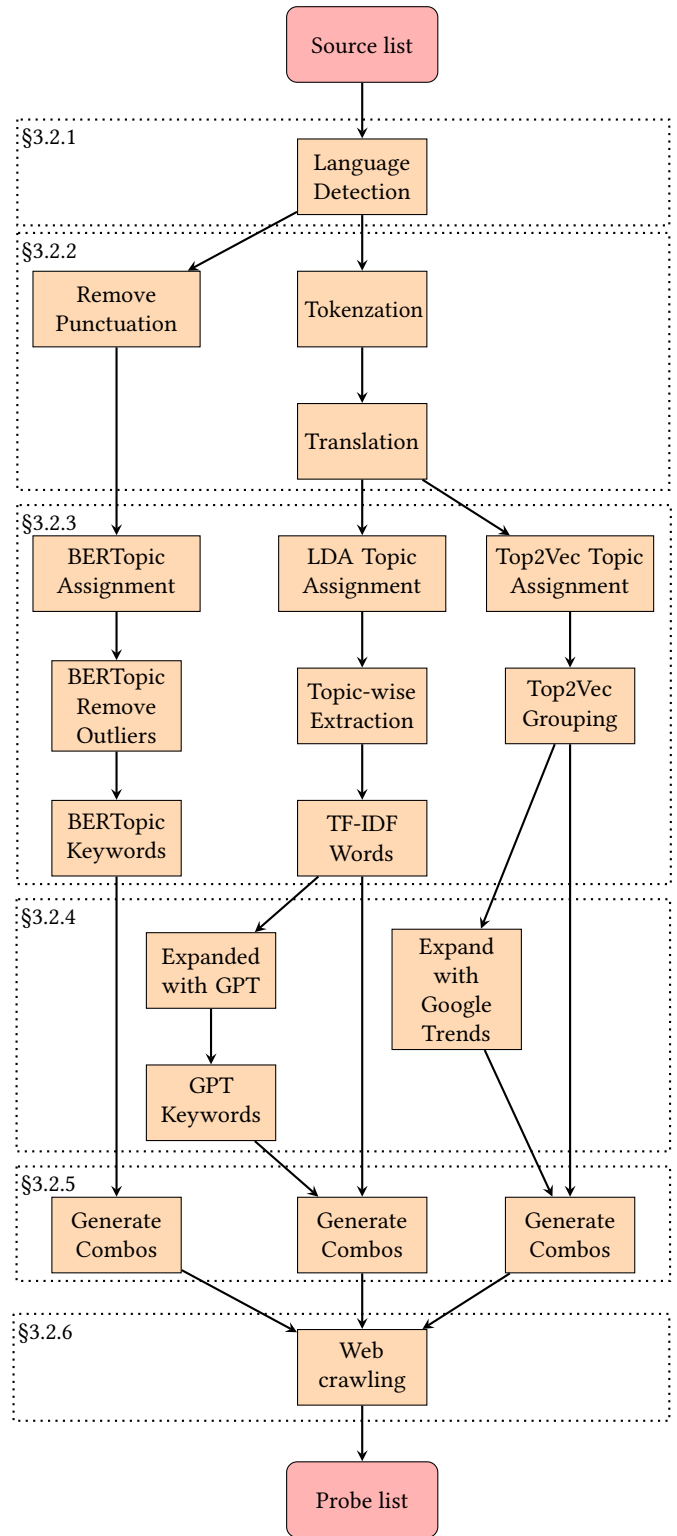 Source list
§3.2.1
Language
Detection
§3.2.2
Remove
Punctuation
Tokenzation
Translation
§3.2.3
BERTopic
Assignment
LDA Topic
Assignment
Top2Vec Topic
Assignment
BERTopic
Remove
Outliers
Topic-wise
Extraction
Top2Vec
Grouping
BERTopic
Keywords
TF-IDF
Words
§3.2.4
Expanded
with GPT
Expand
with
Google
Trends
GPT
Keywords
§3.2.5
Generate
Combos
Generate
Combos
Generate
Combos
§3.2.6
Web
crawling
Probe list